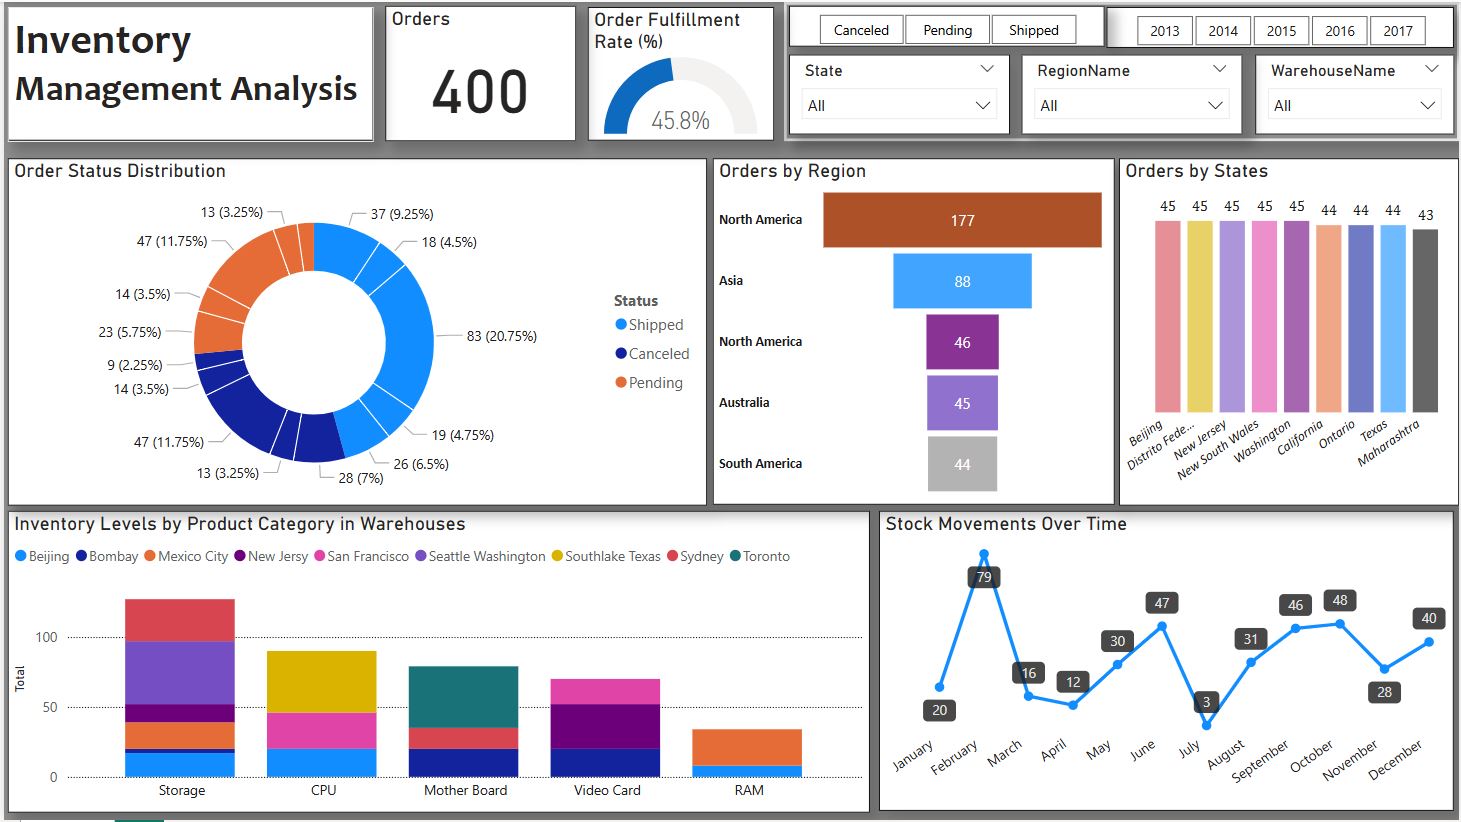 Inventory
Management Analysis
Orders
400
Order Fulfillment
Rate (%)
45.8%
Canceled
Pending
Shipped
2013
2014
2015
2016
2017
State
All
RegionName
All
WarehouseName
All
Order Status Distribution
13 (3.25%)
37 (9.25%)
47 (11.75%)
18 (4.5%)
14 (3.5%)
83 (20.75%)
23 (5.75%)
9 (2.25%)
14 (3.5%)
47 (11.75%)
19 (4.75%)
13 (3.25%)
26 (6.5%)
28 (7%)
Status
Shipped
Canceled
Pending
Orders by Region
North America
177
Asia
88
North America
46
Australia
45
South America
44
Orders by States
45
45
45
45
45
44
44
44
43
Beijing
Distrito Fede...
New Jersey
New South Wales
Washington
California
Ontario
Texas
Maharashtra
Inventory Levels by Product Category in Warehouses
Beijing
Bombay
Mexico City
New Jersy
San Francisco
Seattle Washington
Southlake Texas
Sydney
Toronto
Total
100
50
0
Storage
CPU
Mother Board
Video Card
RAM
Stock Movements Over Time
20
79
16
12
30
47
3
31
46
48
28
40
January
February
March
April
May
June
July
August
September
October
November
December